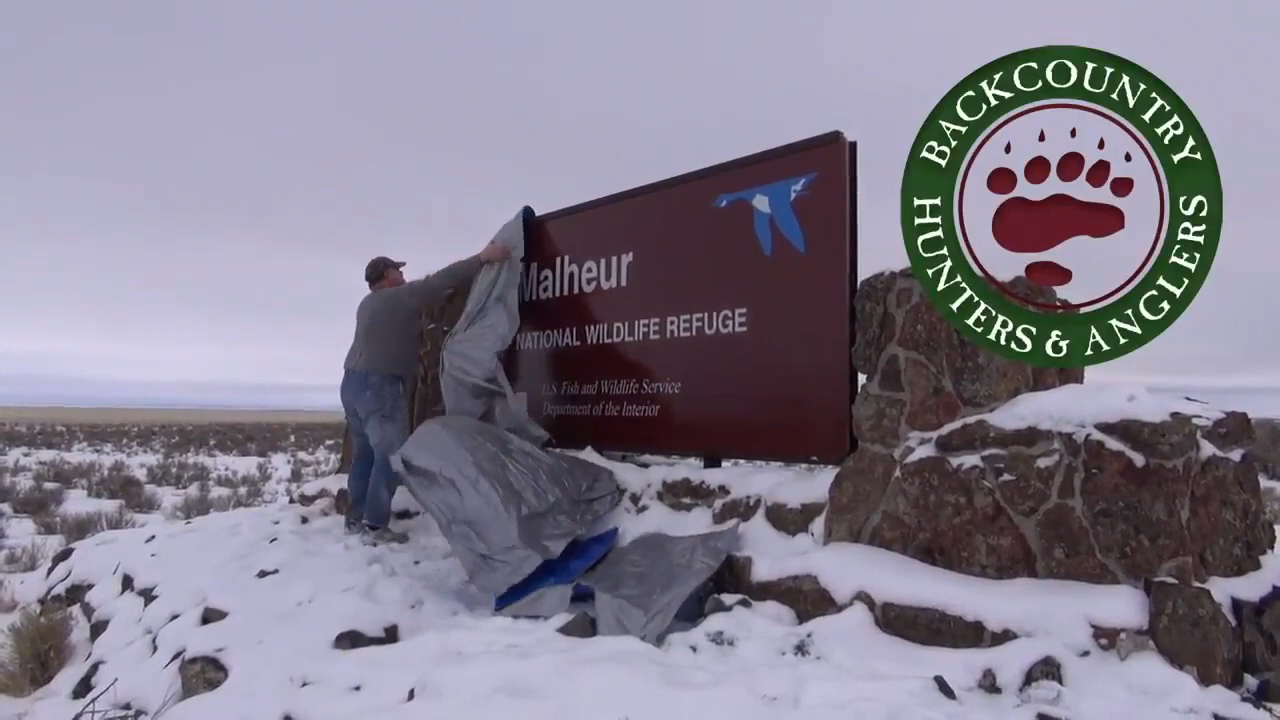 Malheur
NATIONAL WILDLIFE REFUGE
U.S. Fish and Wildlife Service
Department of the Interior
BACKCOUNTRY
HUNTERS & ANGLERS